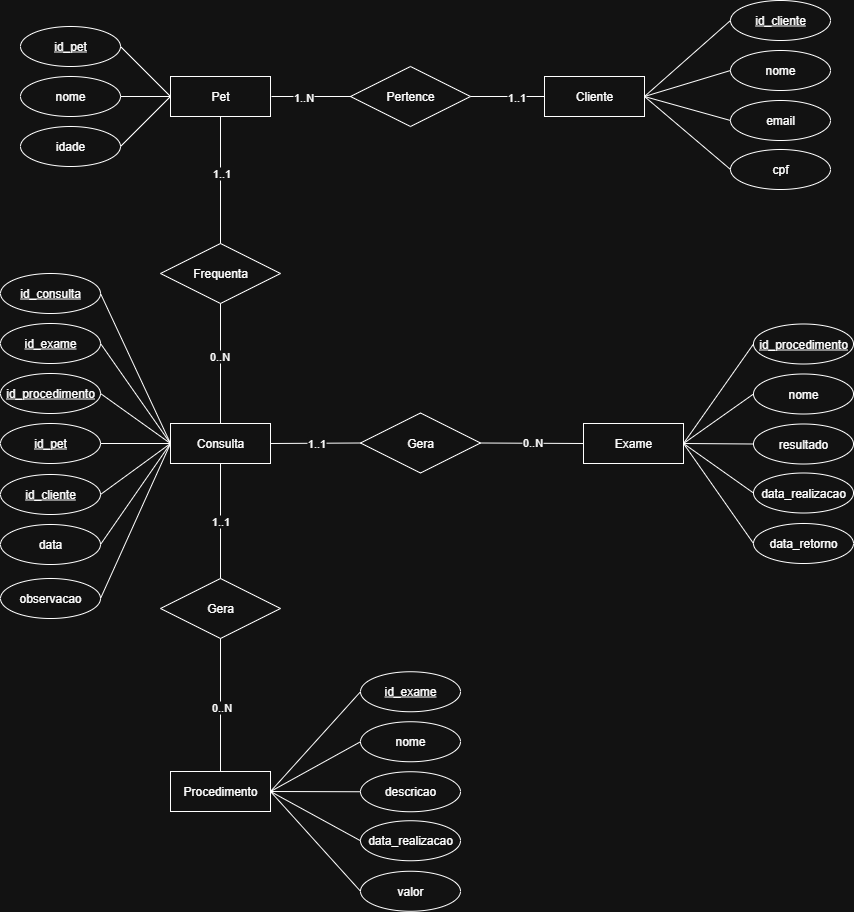 id_cliente
id_pet
nome
nome
Pet
1..N
Pertence
1..1
Cliente
email
idade
cpf
1..1
Frequenta
id_consulta
id_exame
0..N
id_procedimento
id_procedimento
nome
id_pet
Consulta
1..1
Gera
0..N
Exame
resultado
id_cliente
data_realizacao
1..1
data
data_retorno
observacao
Gera
id_exame
0..N
nome
Procedimento
descricao
data_realizacao
valor